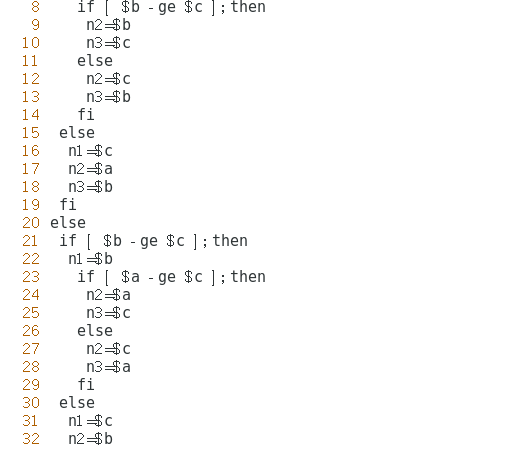 8    if [ $b -ge $c ];then
9     n2=$b
10     n3=$c
11    else
12     n2=$c
13     n3=$b
14    fi
15  else
16   n1=$c
17   n2=$a
18   n3=$b
19  fi
20 else
21  if [ $b -ge $c ];then
22   n1=$b
23    if [ $a -ge $c ];then
24     n2=$a
25     n3=$c
26    else
27     n2=$c
28     n3=$a
29    fi
30  else
31   n1=$c
32   n2=$b